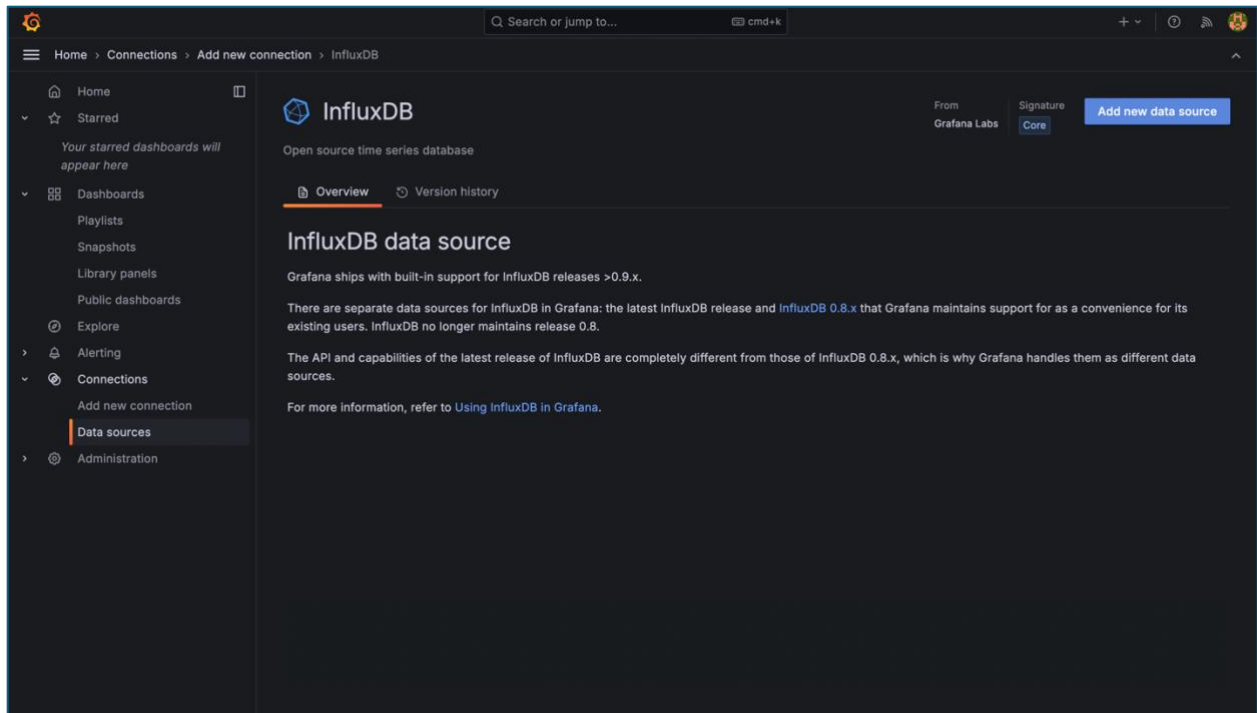 Search or jump to...
cmd+k
Home › Connections › Add new connection › InfluxDB
Home
Starred
Your starred dashboards will
appear here
Dashboards
Playlists
Snapshots
Library panels
Public dashboards
Explore
Alerting
Connections
Add new connection
Data sources
Administration
InfluxDB
Open source time series database
From
Grafana Labs
Signature
Core
Add new data source
Overview
Version history
InfluxDB data source
Grafana ships with built-in support for InfluxDB releases >0.9.x.
There are separate data sources for InfluxDB in Grafana: the latest InfluxDB release and InfluxDB 0.8.x that Grafana maintains support for as a convenience for its
existing users. InfluxDB no longer maintains release 0.8.
The API and capabilities of the latest release of InfluxDB are completely different from those of InfluxDB 0.8.x, which is why Grafana handles them as different data
sources.
For more information, refer to Using InfluxDB in Grafana.